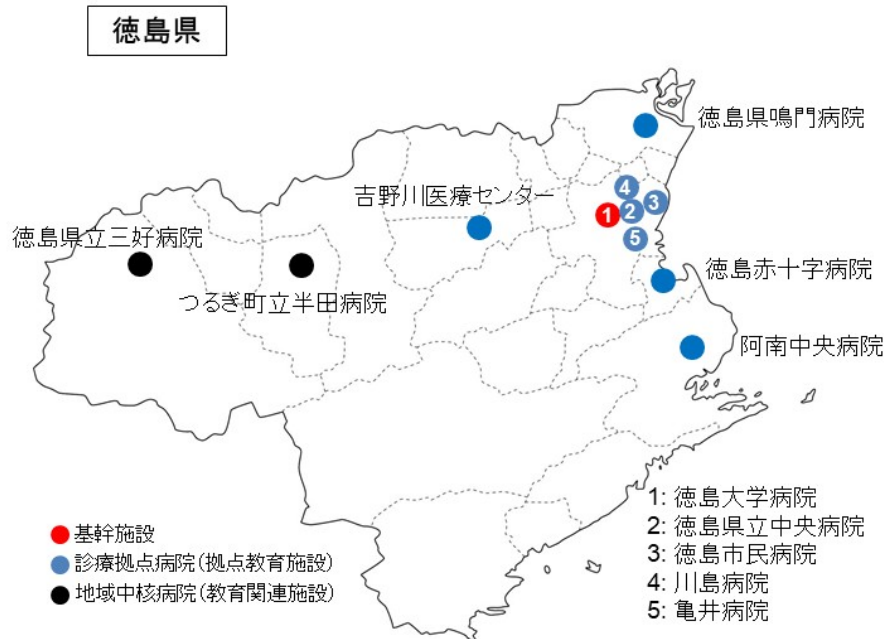 徳島県
徳島県鳴門病院
吉野川医療センター
4
3
1
2
5
徳島県立三好病院
つるぎ町立半田病院
徳島赤十字病院
阿南中央病院
基幹施設
診療拠点病院(拠点教育施設)
地域中核病院(教育関連施設)
1: 徳島大学病院
2: 徳島県立中央病院
3: 徳島市民病院
4: 川島病院
5: 亀井病院